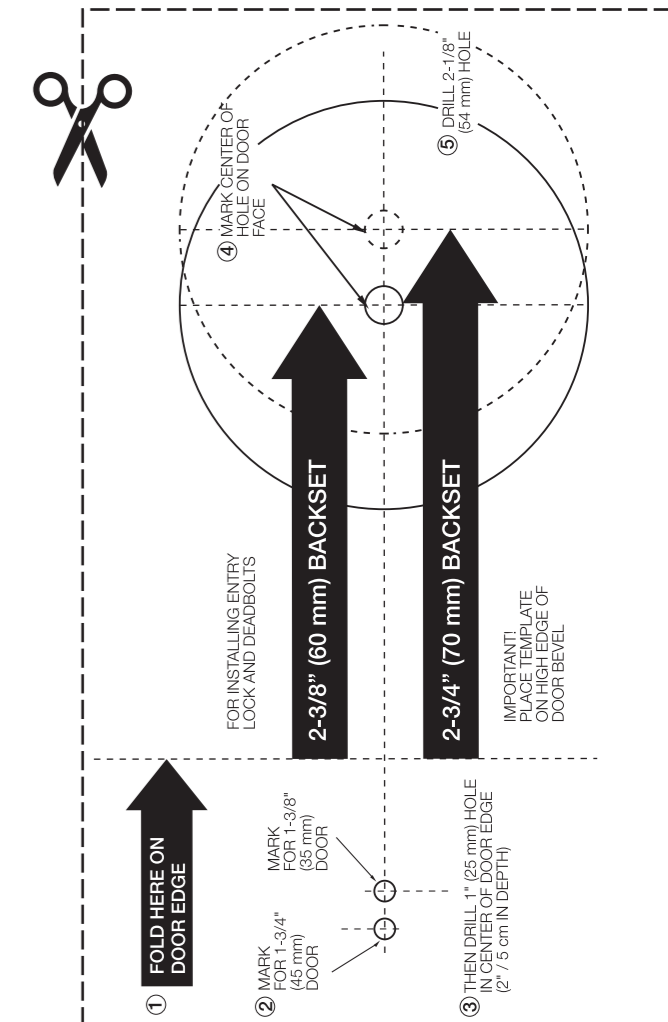 ①
FOLD HERE ON
DOOR EDGE
②
MARK
FOR 1-3/4"
(45 mm)
DOOR
MARK
FOR 1-3/8"
(35 mm)
DOOR
③ THEN DRILL 1" (25 mm) HOLE
IN CENTER OF DOOR EDGE
(2" / 5 cm IN DEPTH)
FOR INSTALLING ENTRY
LOCK AND DEADBOLTS
2-3/8” (60 mm) BACKSET
2-3/4” (70 mm) BACKSET
IMPORTANT!
PLACE TEMPLATE
ON HIGH EDGE OF
DOOR BEVEL
④ MARK CENTER OF
HOLE ON DOOR
FACE
⑤ DRILL 2-1/8"
(54 mm) HOLE